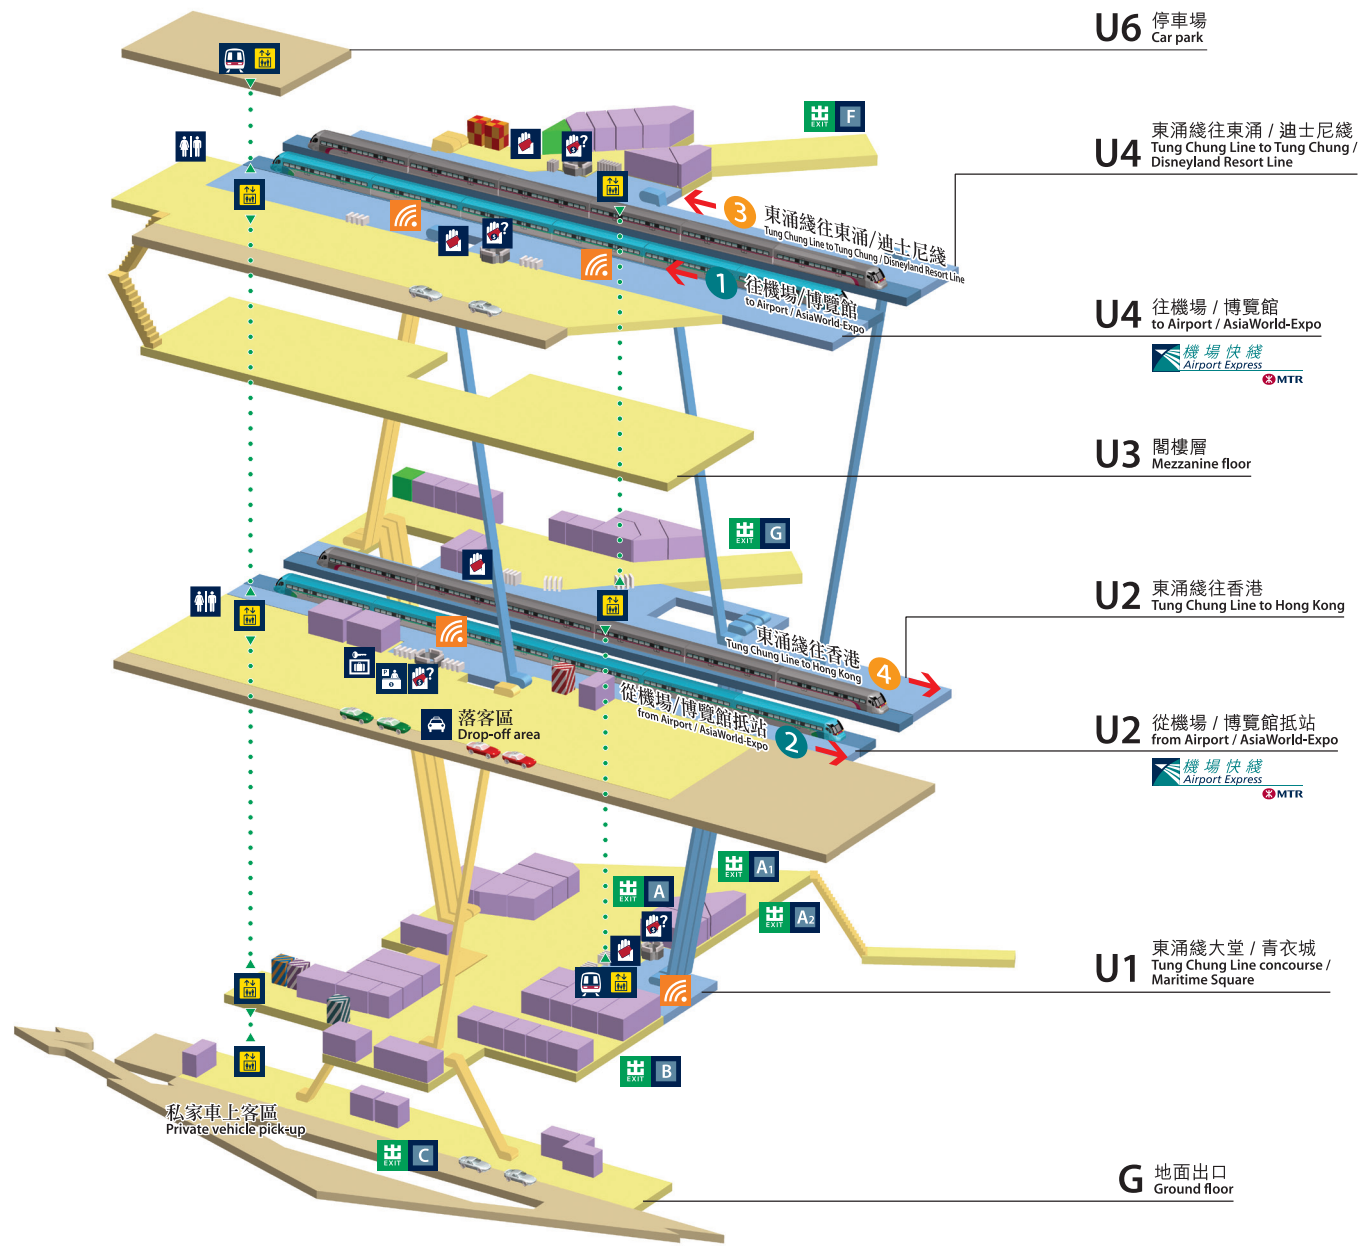 U6 停車場
Car park
EXIT F
U4 東涌綫往東涌 / 迪士尼綫
Tung Chung Line to Tung Chung /
Disneyland Resort Line
3 東涌綫往東涌/迪士尼綫
Tung Chung Line to Tung Chung / Disneyland Resort Line
1 往機場/博覽館
to Airport / AsiaWorld-Expo
U4 往機場 / 博覽館
to Airport / AsiaWorld-Expo
機場快綫
Airport Express
MTR
U3 閣樓層
Mezzanine floor
EXIT G
U2 東涌綫往香港
Tung Chung Line to Hong Kong
東涌綫往香港 4
Tung Chung Line to Hong Kong
從機場/博覽館抵站
from Airport / AsiaWorld-Expo 2
落客區
Drop-off area
U2 從機場 / 博覽館抵站
from Airport / AsiaWorld-Expo
機場快綫
Airport Express
MTR
EXIT A1
EXIT A
EXIT A2
U1 東涌綫大堂 / 青衣城
Tung Chung Line concourse /
Maritime Square
EXIT B
私家車上客區
Private vehicle pick-up
EXIT C
G 地面出口
Ground floor